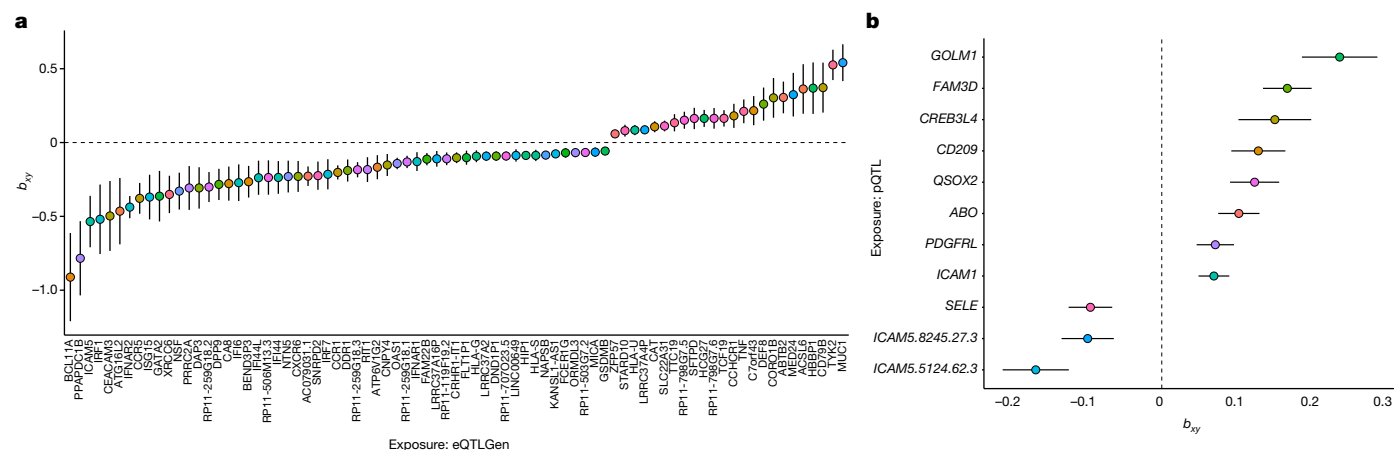 a
b
0.5
0
−0.5
−1.0
b_xy
BCL11A
PPAPDC1B
ICAM5
IRF1
CEACAM3
ATG16L2
IFNAR2
CCR5
ISG15
GATA2
XRCC6
NSF
PRRC2A
DAP3
RP11-259G18.2
DPP9
CA8
IFI6
BEND3P3
IFI44L
RP11-506M13.3
IFI44
NTN5
CXCR6
AC079031.1
SNRPD2
IRF7
CCR1
DDR1
RP11-259G18.3
DRIT1
ATP6V1G2
CNPY4
OAS1
RP11-259G18.1
IFNAR1
FAM22B
LRRC37A16P
RP11-1197I9.2
CRHR1-IT1
FLT1P1
HLA-G
LRRC37A2
DND1P1
RP11-707O23.5
LINC00649
HIP1
HLA-S
NAPSB
KANSL1-AS1
FCER1G
ORMDL3
RP11-503G7.2
MICA
GSDMB
ZFP57
STARD10
HLA-U
LRRC37A4P
CAT
SLC22A31
TTC19
RP11-798G7.5
SFTPD
HCG27
RP11-798G7.6
TCF19
CCHCR1
TNF
C7orf43
DEF8
CORO1B
ABTB2
MED24
ACSL6
HBBP1
CD79B
TYK2
MUC1
Exposure: eQTLGen
GOLM1
FAM3D
CREB3L4
CD209
QSOX2
ABO
PDGFRL
ICAM1
SELE
ICAM5.8245.27.3
ICAM5.5124.62.3
Exposure: pQTL
−0.2
−0.1
0
0.1
0.2
0.3
b_xy